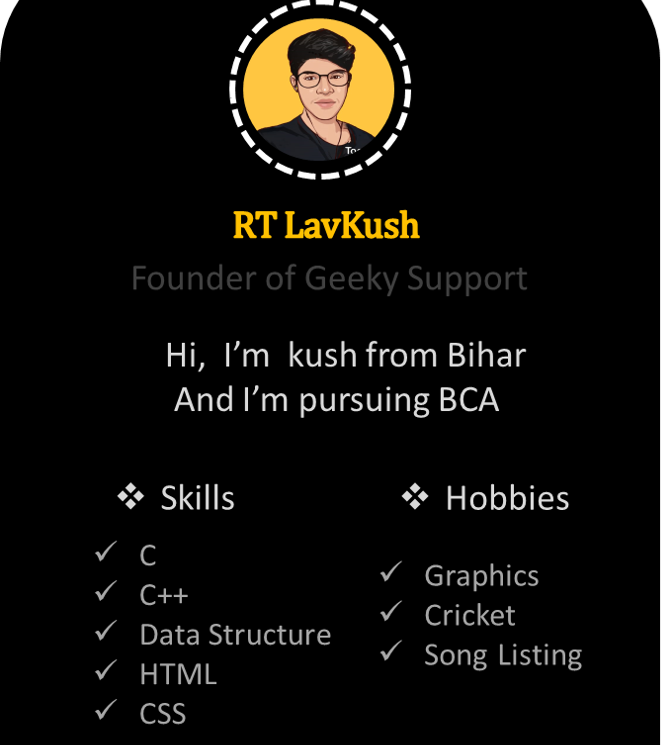 RT LavKush
Founder of Geeky Support
Hi, I'm kush from Bihar
And I'm pursuing BCA
❖ Skills
✓ C
✓ C++
✓ Data Structure
✓ HTML
✓ CSS
❖ Hobbies
✓ Graphics
✓ Cricket
✓ Song Listing